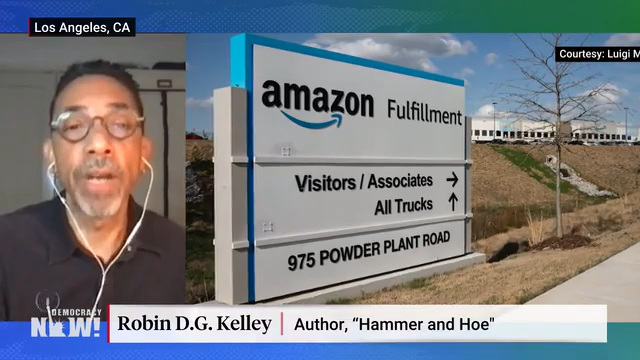 Los Angeles, CA
Courtesy: Luigi M
amazon Fulfillment
Visitors / Associates →
All Trucks ↑
975 POWDER PLANT ROAD
DEMOCRACY
NOW!
Robin D.G. Kelley | Author, “Hammer and Hoe"